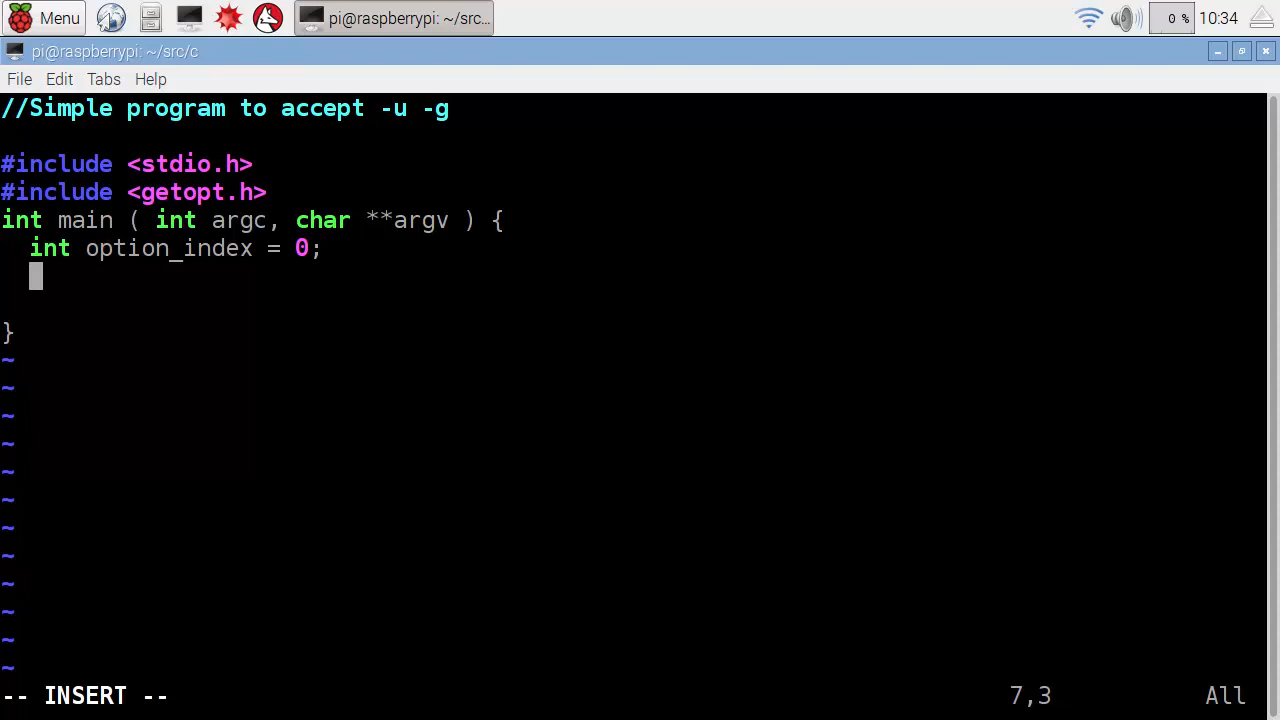 Menu pi@raspberrypi: ~/src... 0 % 10:34
pi@raspberrypi: ~/src/c
File Edit Tabs Help
//Simple program to accept -u -g
#include <stdio.h>
#include <getopt.h>
int main ( int argc, char **argv ) {
  int option_index = 0;
}
~
~
~
~
~
~
~
~
~
~
~
~
-- INSERT -- 7,3 All